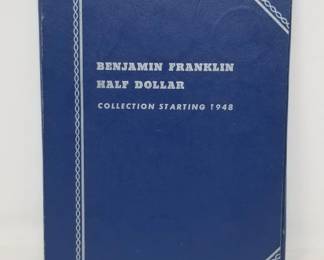 BENJAMIN FRANKLIN
HALF DOLLAR
COLLECTION STARTING 1948